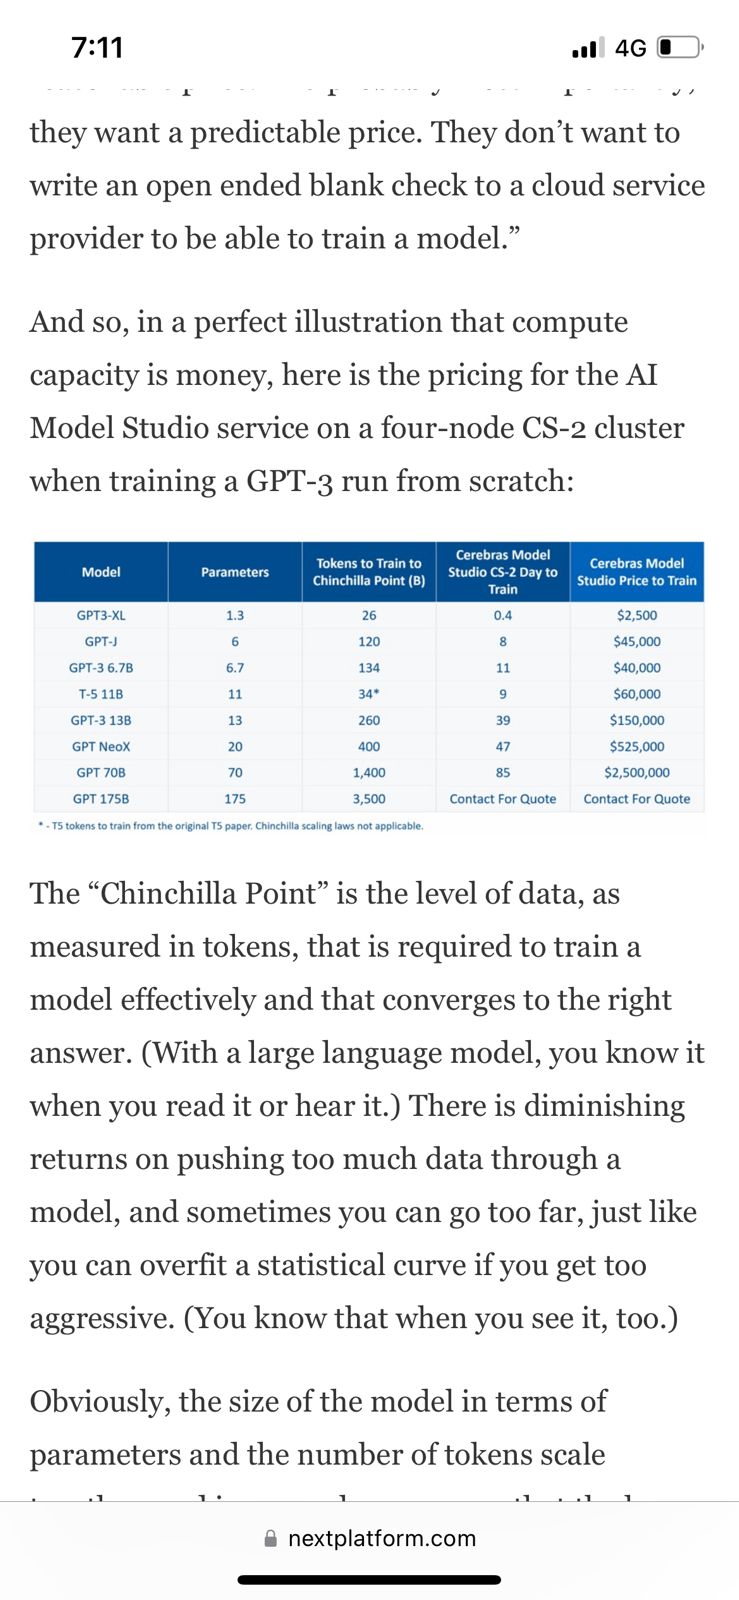 7:11
4G
they want a predictable price. They don’t want to
write an open ended blank check to a cloud service
provider to be able to train a model.”
And so, in a perfect illustration that compute
capacity is money, here is the pricing for the AI
Model Studio service on a four-node CS-2 cluster
when training a GPT-3 run from scratch:
Model Parameters Tokens to Train to Chinchilla Point (B) Cerebras Model Studio CS-2 Day to Train Cerebras Model Studio Price to Train
GPT3-XL 1.3 26 0.4 $2,500
GPT-J 6 120 8 $45,000
GPT-3 6.7B 6.7 134 11 $40,000
T-5 11B 11 34* 9 $60,000
GPT-3 13B 13 260 39 $150,000
GPT NeoX 20 400 47 $525,000
GPT 70B 70 1,400 85 $2,500,000
GPT 175B 175 3,500 Contact For Quote Contact For Quote
* - T5 tokens to train from the original T5 paper. Chinchilla scaling laws not applicable.
The “Chinchilla Point” is the level of data, as
measured in tokens, that is required to train a
model effectively and that converges to the right
answer. (With a large language model, you know it
when you read it or hear it.) There is diminishing
returns on pushing too much data through a
model, and sometimes you can go too far, just like
you can overfit a statistical curve if you get too
aggressive. (You know that when you see it, too.)
Obviously, the size of the model in terms of
parameters and the number of tokens scale
nextplatform.com